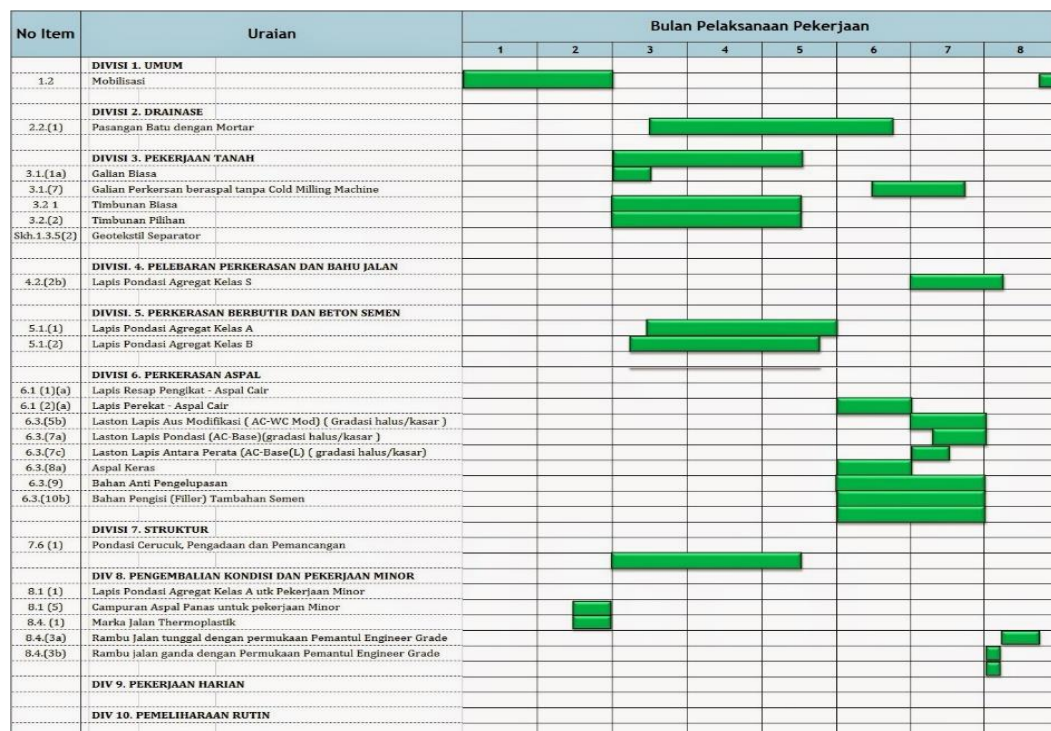 No Item Uraian Bulan Pelaksanaan Pekerjaan
1 2 3 4 5 6 7 8
DIVISI 1. UMUM
1.2 Mobilisasi
DIVISI 2. DRAINASE
2.2.(1) Pasangan Batu dengan Mortar
DIVISI 3. PEKERJAAN TANAH
3.1.(1a) Galian Biasa
3.1.(7) Galian Perkersan beraspal tanpa Cold Milling Machine
3.2 1 Timbunan Biasa
3.2.(2) Timbunan Pilihan
Skh.1.3.5(2) Geotekstil Separator
DIVISI. 4. PELEBARAN PERKERASAN DAN BAHU JALAN
4.2.(2b) Lapis Pondasi Agregat Kelas S
DIVISI. 5. PERKERASAN BERBUTIR DAN BETON SEMEN
5.1.(1) Lapis Pondasi Agregat Kelas A
5.1.(2) Lapis Pondasi Agregat Kelas B
DIVISI 6. PERKERASAN ASPAL
6.1 (1)(a) Lapis Resap Pengikat - Aspal Cair
6.1 (2)(a) Lapis Perekat - Aspal Cair
6.3.(5b) Laston Lapis Aus Modifikasi ( AC-WC Mod) ( Gradasi halus/kasar )
6.3.(7a) Laston Lapis Pondasi (AC-Base)(gradasi halus/kasar )
6.3.(7c) Laston Lapis Antara Perata (AC-Base(L) ( gradasi halus/kasar)
6.3.(8a) Aspal Keras
6.3.(9) Bahan Anti Pengelupasan
6.3.(10b) Bahan Pengisi (Filler) Tambahan Semen
DIVISI 7. STRUKTUR
7.6 (1) Pondasi Cerucuk, Pengadaan dan Pemancangan
DIV 8. PENGEMBALIAN KONDISI DAN PEKERJAAN MINOR
8.1 (1) Lapis Pondasi Agregat Kelas A utk Pekerjaan Minor
8.1 (5) Campuran Aspal Panas untuk pekerjaan Minor
8.4. (1) Marka Jalan Thermoplastik
8.4.(3a) Rambu Jalan tunggal dengan permukaan Pemantul Engineer Grade
8.4.(3b) Rambu jalan ganda dengan Permukaan Pemantul Engineer Grade
DIV 9. PEKERJAAN HARIAN
DIV 10. PEMELIHARAAN RUTIN